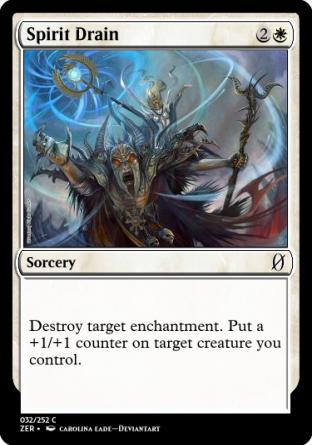 Spirit Drain 2
Sorcery
Destroy target enchantment. Put a
+1/+1 counter on target creature you
control.
032/252 C
ZER • CAROLINA EADE—DEVIANTART